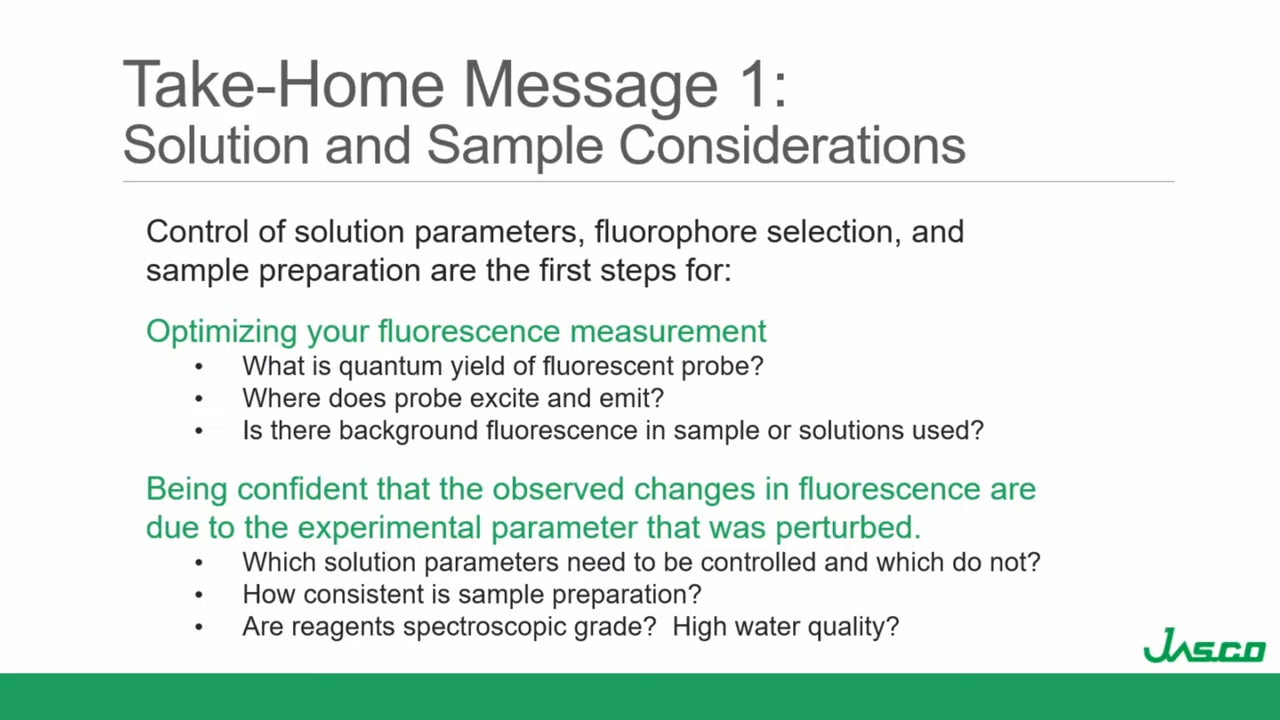 Take-Home Message 1:
Solution and Sample Considerations
Control of solution parameters, fluorophore selection, and
sample preparation are the first steps for:
Optimizing your fluorescence measurement
• What is quantum yield of fluorescent probe?
• Where does probe excite and emit?
• Is there background fluorescence in sample or solutions used?
Being confident that the observed changes in fluorescence are
due to the experimental parameter that was perturbed.
• Which solution parameters need to be controlled and which do not?
• How consistent is sample preparation?
• Are reagents spectroscopic grade?  High water quality?
JASCO